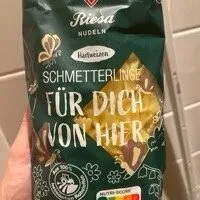 Riesa
NUDELN
Hartweizen
SCHMETTERLINGE
FÜR DICH
VON HIER
NUTRI-SCORE